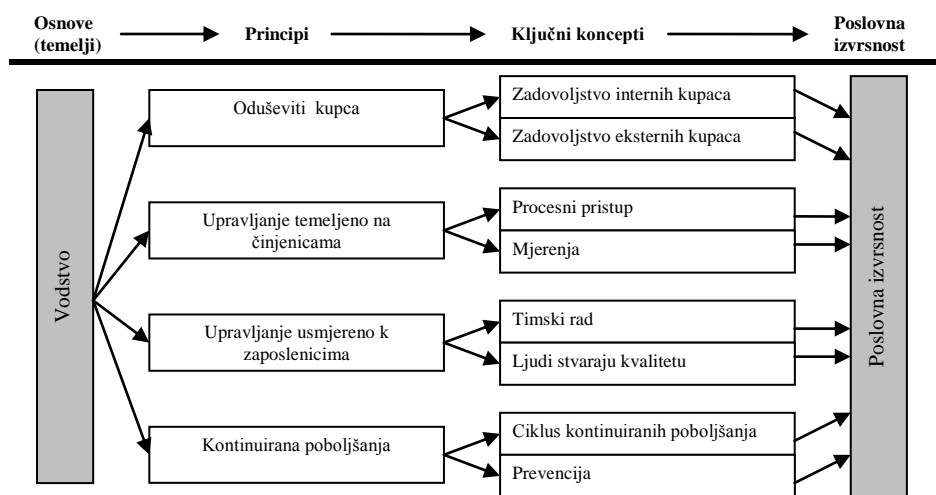 Osnove
(temelji)
Principi
Ključni koncepti
Poslovna
izvrsnost
Vodstvo
Oduševiti kupca
Zadovoljstvo internih kupaca
Zadovoljstvo eksternih kupaca
Upravljanje temeljeno na
činjenicama
Procesni pristup
Mjerenja
Upravljanje usmjereno k
zaposlenicima
Timski rad
Ljudi stvaraju kvalitetu
Kontinuirana poboljšanja
Ciklus kontinuiranih poboljšanja
Prevencija
Poslovna izvrsnost